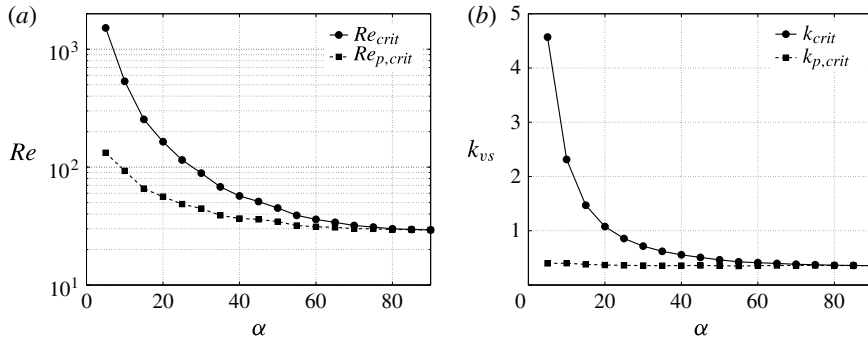 (a)
10³
10²
10¹
Re
Re_crit
Re_p,crit
0 20 40 60 80
α
(b)
5
4
3
2
1
0
k_vs
k_crit
k_p,crit
20 40 60 80
α